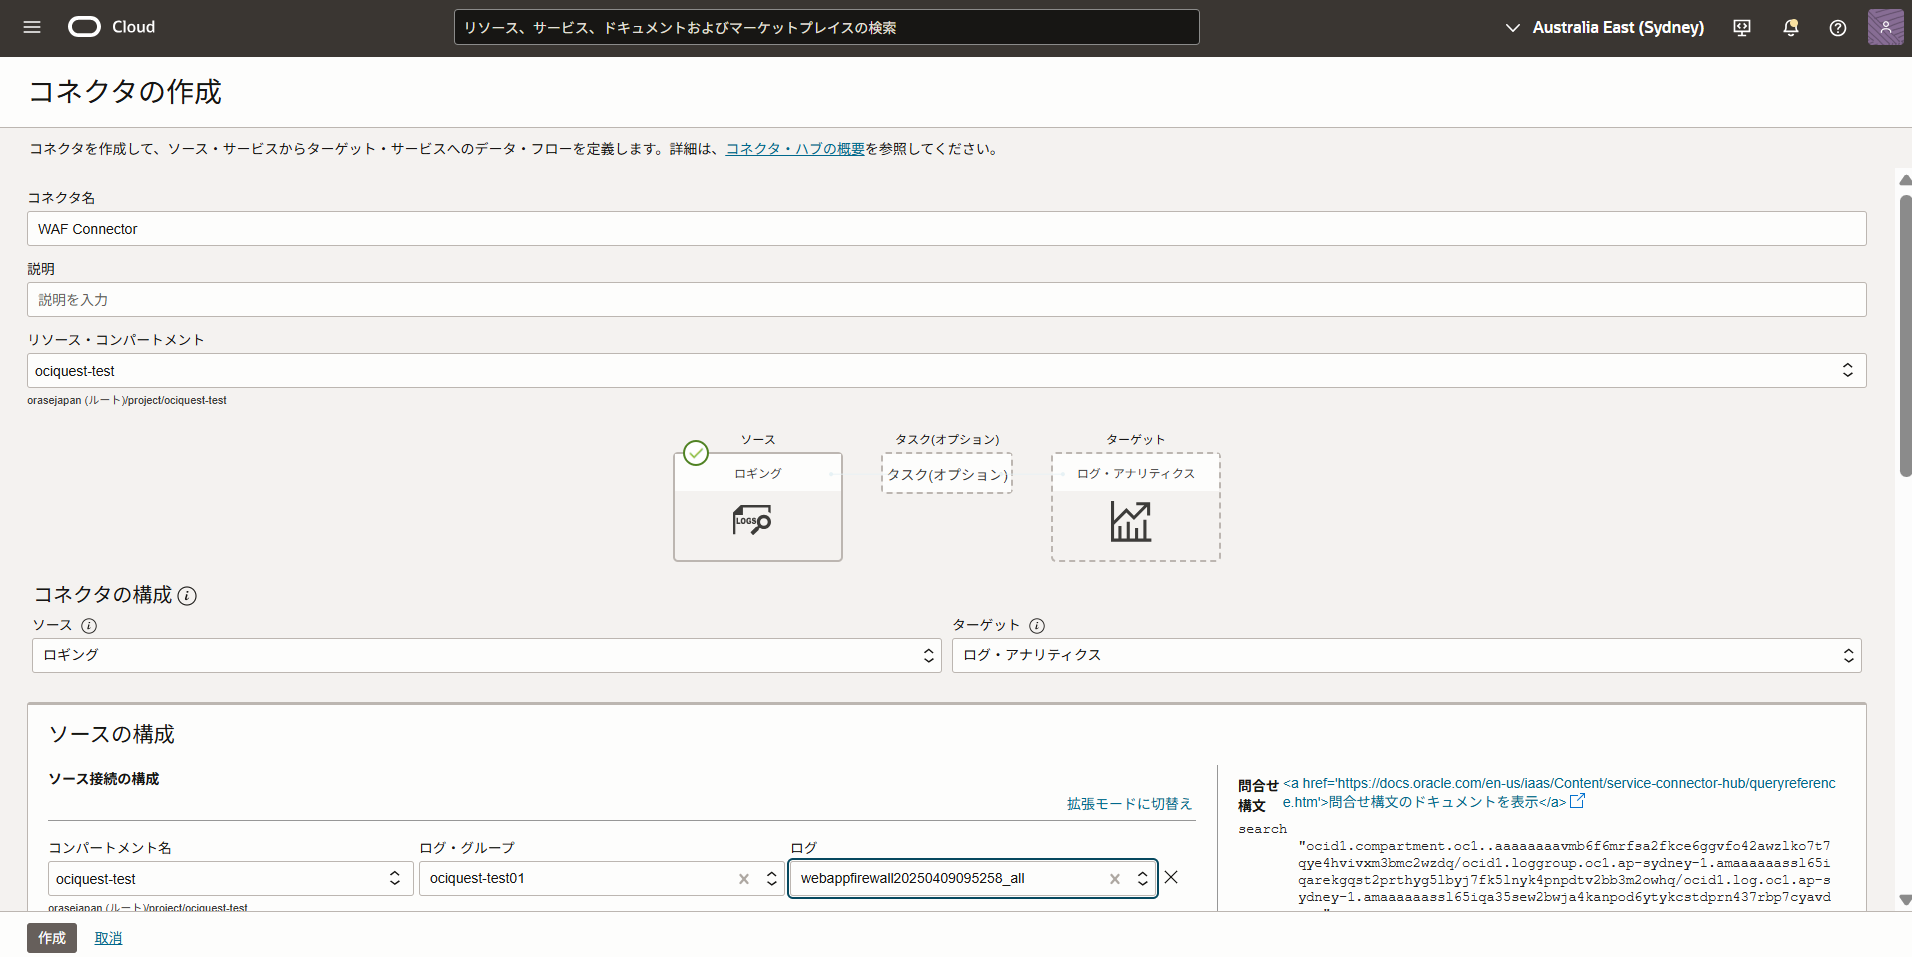 Cloud
リソース、サービス、ドキュメントおよびマーケットプレイスの検索
Australia East (Sydney)
コネクタの作成
コネクタを作成して、ソース・サービスからターゲット・サービスへのデータ・フローを定義します。詳細は、コネクタ・ハブの概要を参照してください。
コネクタ名
WAF Connector
説明
説明を入力
リソース・コンパートメント
ociquest-test
orasejapan (ルート)/project/ociquest-test
ソース
タスク(オプション)
ターゲット
ロギング
タスク(オプション)
ログ・アナリティクス
LOGS
コネクタの構成
ソース
ターゲット
ロギング
ログ・アナリティクス
ソースの構成
ソース接続の構成
拡張モードに切替え
コンパートメント名
ログ・グループ
ログ
ociquest-test
ociquest-test01
webappfirewall20250409095258_all
orasejapan (ルート)/project/ociquest-test
問合せ構文
<a href='https://docs.oracle.com/en-us/iaas/Content/service-connector-hub/queryreferenc
e.htm'>問合せ構文のドキュメントを表示</a>
search
"ocid1.compartment.oc1..aaaaaaaavmb6f6mrfsa2fkce6ggvfo42awzlko7t7
qye4hvivxm3bmc2wzdq/ocid1.loggroup.oc1.ap-sydney-1.amaaaaaassl65i
qarekgqst2prthyg5lbyj7fk5lnyk4pnpdtv2bb3m2owhq/ocid1.log.oc1.ap-s
ydney-1.amaaaaaassl65iqa35sew2bwja4kanpod6ytykcstdprn437rbp7cyavd
作成
取消